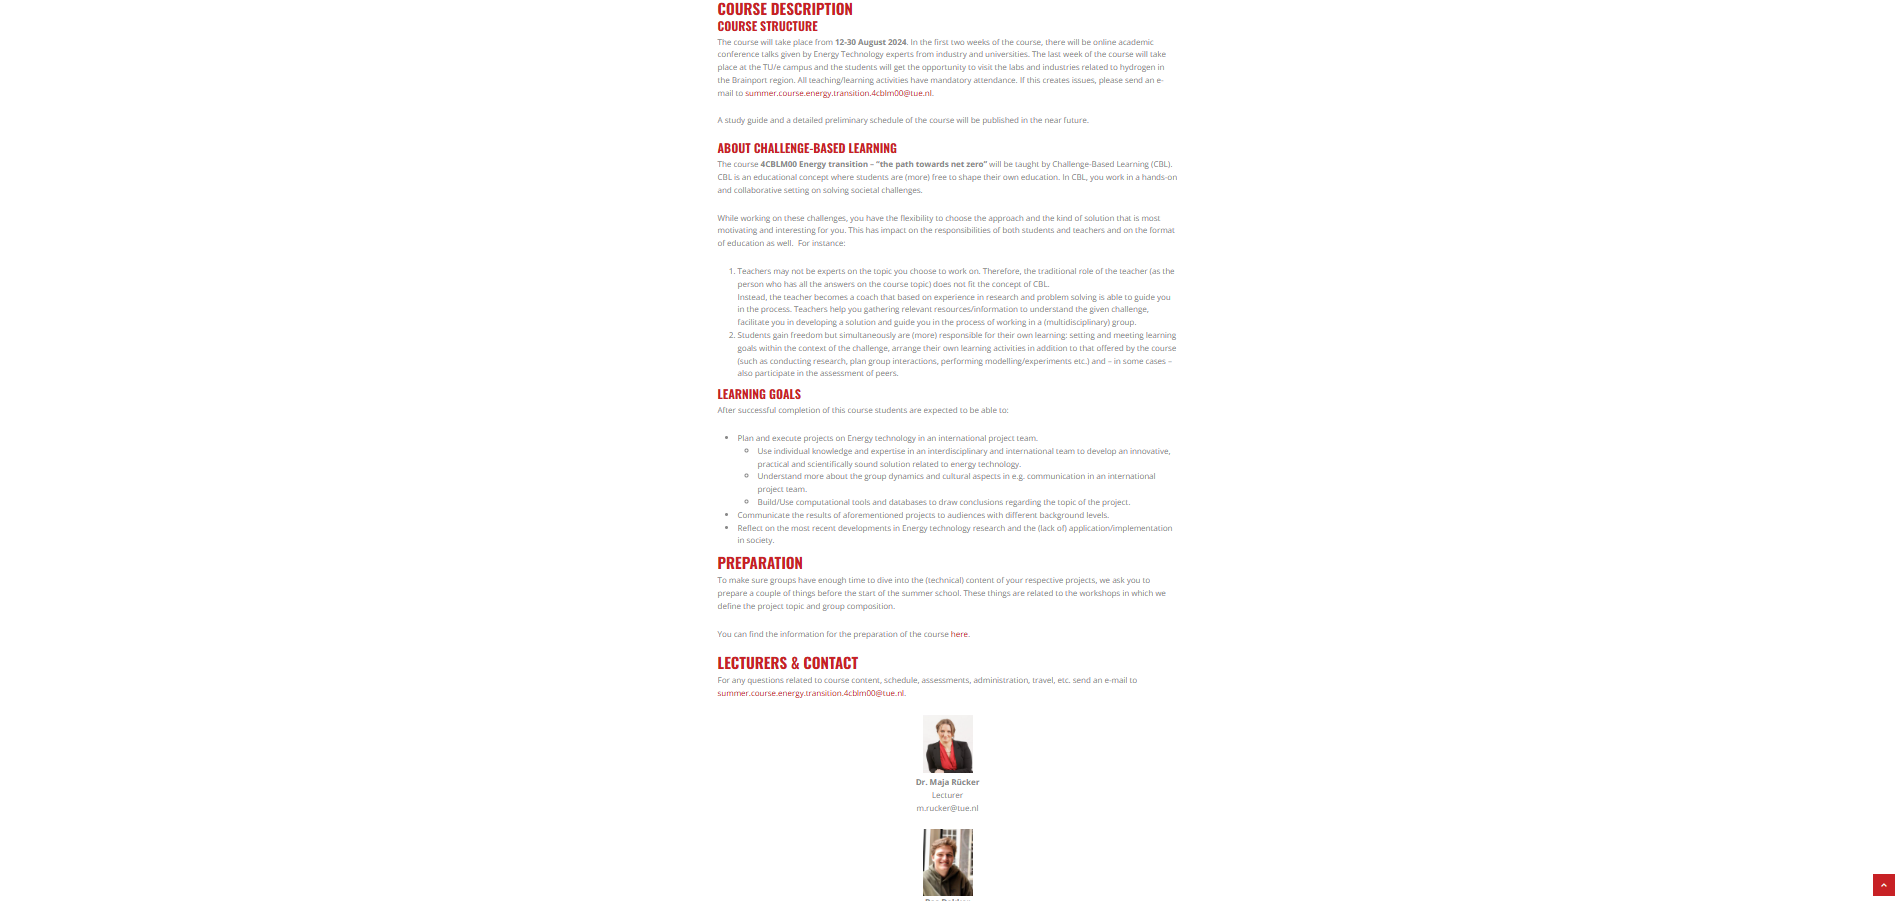 COURSE DESCRIPTION
COURSE STRUCTURE
The course will take place from 12-30 August 2024. In the first two weeks of the course, there will be online academic
conference talks given by Energy Technology experts from industry and universities. The last week of the course will take
place at the TU/e campus and the students will get the opportunity to visit the labs and industries related to hydrogen in
the Brainport region. All teaching/learning activities have mandatory attendance. If this creates issues, please send an e-
mail to summer.course.energy.transition.4cblm00@tue.nl.
A study guide and a detailed preliminary schedule of the course will be published in the near future.
ABOUT CHALLENGE-BASED LEARNING
The course 4CBLM00 Energy transition – "the path towards net zero" will be taught by Challenge-Based Learning (CBL).
CBL is an educational concept where students are (more) free to shape their own education. In CBL, you work in a hands-on
and collaborative setting on solving societal challenges.
While working on these challenges, you have the flexibility to choose the approach and the kind of solution that is most
motivating and interesting for you. This has impact on the responsibilities of both students and teachers and on the format
of education as well.  For instance:
1. Teachers may not be experts on the topic you choose to work on. Therefore, the traditional role of the teacher (as the
person who has all the answers on the course topic) does not fit the concept of CBL.
Instead, the teacher becomes a coach that based on experience in research and problem solving is able to guide you
in the process. Teachers help you gathering relevant resources/information to understand the given challenge,
facilitate you in developing a solution and guide you in the process of working in a (multidisciplinary) group.
2. Students gain freedom but simultaneously are (more) responsible for their own learning: setting and meeting learning
goals within the context of the challenge, arrange their own learning activities in addition to that offered by the course
(such as conducting research, plan group interactions, performing modelling/experiments etc.) and – in some cases –
also participate in the assessment of peers.
LEARNING GOALS
After successful completion of this course students are expected to be able to:
• Plan and execute projects on Energy technology in an international project team.
◦ Use individual knowledge and expertise in an interdisciplinary and international team to develop an innovative,
practical and scientifically sound solution related to energy technology.
◦ Understand more about the group dynamics and cultural aspects in e.g. communication in an international
project team.
◦ Build/Use computational tools and databases to draw conclusions regarding the topic of the project.
• Communicate the results of aforementioned projects to audiences with different background levels.
• Reflect on the most recent developments in Energy technology research and the (lack of) application/implementation
in society.
PREPARATION
To make sure groups have enough time to dive into the (technical) content of your respective projects, we ask you to
prepare a couple of things before the start of the summer school. These things are related to the workshops in which we
define the project topic and group composition.
You can find the information for the preparation of the course here.
LECTURERS & CONTACT
For any questions related to course content, schedule, assessments, administration, travel, etc. send an e-mail to
summer.course.energy.transition.4cblm00@tue.nl.
Dr. Maja Rücker
Lecturer
m.rucker@tue.nl